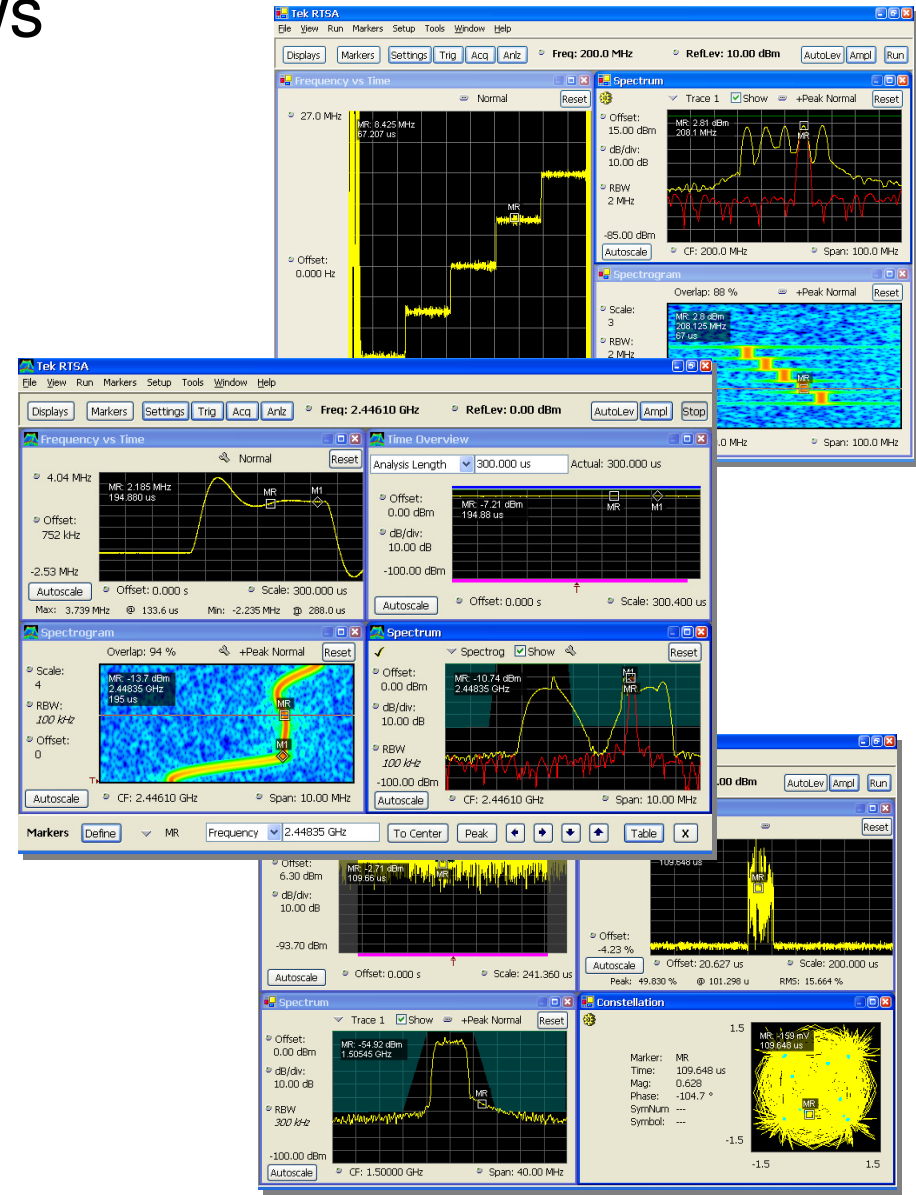 ws
Tek RTSA
File View Run Markers Setup Tools Window Help
Displays Markers Settings Trig Acq Anlz Freq: 200.0 MHz RefLev: 10.00 dBm AutoLev Ampl Run
Frequency vs Time
Normal Reset
27.0 MHz
MR: 8.425 MHz
67.207 us
MR
Offset:
0.000 Hz
Spectrum
Trace 1 Show +Peak Normal Reset
Offset:
15.00 dBm
dB/div:
10.00 dB
RBW
2 MHz
-85.00 dBm
Autoscale
MR: 2.81 dBm
208.1 MHz
MR
CF: 200.0 MHz Span: 100.0 MHz
Spectrogram
Overlap: 88 % +Peak Normal Reset
Scale:
3
RBW:
2 MHz
MR: 2.8 dBm
208.125 MHz
67 us
MR
.0 MHz Span: 100.0 MHz
Tek RTSA
File View Run Markers Setup Tools Window Help
Displays Markers Settings Trig Acq Anlz Freq: 2.44610 GHz RefLev: 0.00 dBm AutoLev Ampl Stop
Frequency vs Time
Normal Reset
4.04 MHz
MR: 2.185 MHz
194.880 us
MR M1
Offset:
752 kHz
-2.53 MHz
Autoscale Offset: 0.000 s Scale: 300.000 us
Max: 3.739 MHz @ 133.6 us Min: -2.235 MHz @ 288.0 us
Time Overview
Analysis Length 300.000 us Actual: 300.000 us
Offset:
0.00 dBm
dB/div:
10.00 dB
-100.00 dBm
MR: -7.21 dBm
194.88 us
MR M1
Autoscale Offset: 0.000 s Scale: 300.400 us
Spectrogram
Overlap: 94 % +Peak Normal Reset
Scale:
4
RBW:
100 kHz
Offset:
0
MR: -13.7 dBm
2.44835 GHz
195 us
MR
M1
T
Autoscale CF: 2.44610 GHz Span: 10.00 MHz
Spectrum
Spectrog Show Reset
Offset:
0.00 dBm
dB/div:
10.00 dB
RBW
100 kHz
-100.00 dBm
MR: -10.74 dBm
2.44835 GHz
M1
MR
Autoscale CF: 2.44610 GHz Span: 10.00 MHz
Markers Define MR Frequency 2.44835 GHz To Center Peak Table X
.00 dBm AutoLev Ampl Run
Reset
Offset:
6.30 dBm
dB/div:
10.00 dB
-93.70 dBm
MR: -2.71 dBm
109.66 us
MR
Autoscale Offset: 0.000 s Scale: 241.360 us
109.648 us
MR
Offset:
-4.23 %
Autoscale Offset: 20.627 us Scale: 200.000 us
Peak: 49.830 % @ 101.298 u RMS: 15.664 %
Spectrum
Trace 1 Show +Peak Normal Reset
Offset:
0.00 dBm
dB/div:
10.00 dB
RBW
300 kHz
-100.00 dBm
MR: -54.92 dBm
1.50545 GHz
MR
Autoscale CF: 1.50000 GHz Span: 40.00 MHz
Constellation
Marker: MR
Time: 109.648 us
Mag: 0.628
Phase: -104.7 °
SymNum ---
Symbol: ---
1.5
MR: -159 mV
109.648 us
MR
-1.5
-1.5 1.5